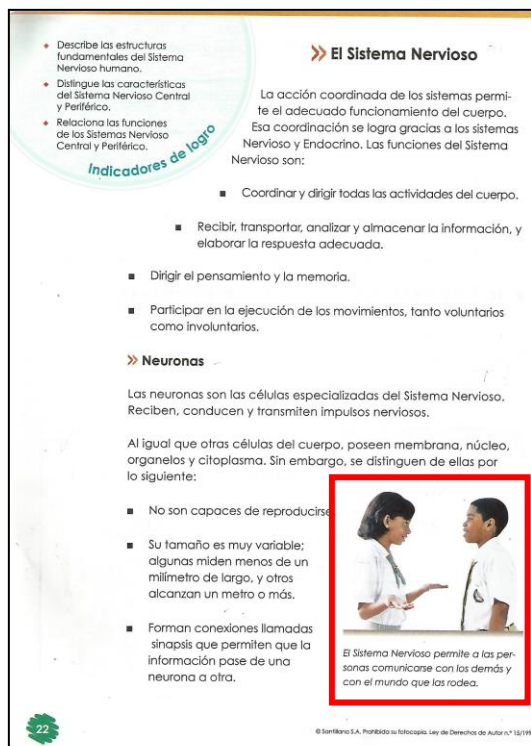 Describe las estructuras
fundamentales del Sistema
Nervioso humano.
Distingue las características
del Sistema Nervioso Central
y Periférico.
Relaciona las funciones
de los Sistemas Nervioso
Central y Periférico.
Indicadores de logro
El Sistema Nervioso
La acción coordinada de los sistemas permi-
te el adecuado funcionamiento del cuerpo.
Esa coordinación se logra gracias a los sistemas
Nervioso y Endocrino. Las funciones del Sistema
Nervioso son:
Coordinar y dirigir todas las actividades del cuerpo.
Recibir, transportar, analizar y almacenar la información, y
elaborar la respuesta adecuada.
Dirigir el pensamiento y la memoria.
Participar en la ejecución de los movimientos, tanto voluntarios
como involuntarios.
Neuronas
Las neuronas son las células especializadas del Sistema Nervioso.
Reciben, conducen y transmiten impulsos nerviosos.
Al igual que otras células del cuerpo, poseen membrana, núcleo,
organelos y citoplasma. Sin embargo, se distinguen de ellas por
lo siguiente:
No son capaces de reproducirse
Su tamaño es muy variable;
algunas miden menos de un
milímetro de largo, y otros
alcanzan un metro o más.
Forman conexiones llamadas
sinapsis que permiten que la
información pase de una
neurona a otra.
El Sistema Nervioso permite a las per-
sonas comunicarse con los demás y
con el mundo que las rodea.
22
© Santillana S.A. Prohibida su fotocopia. Ley de Derechos de Autor n.º 15/199